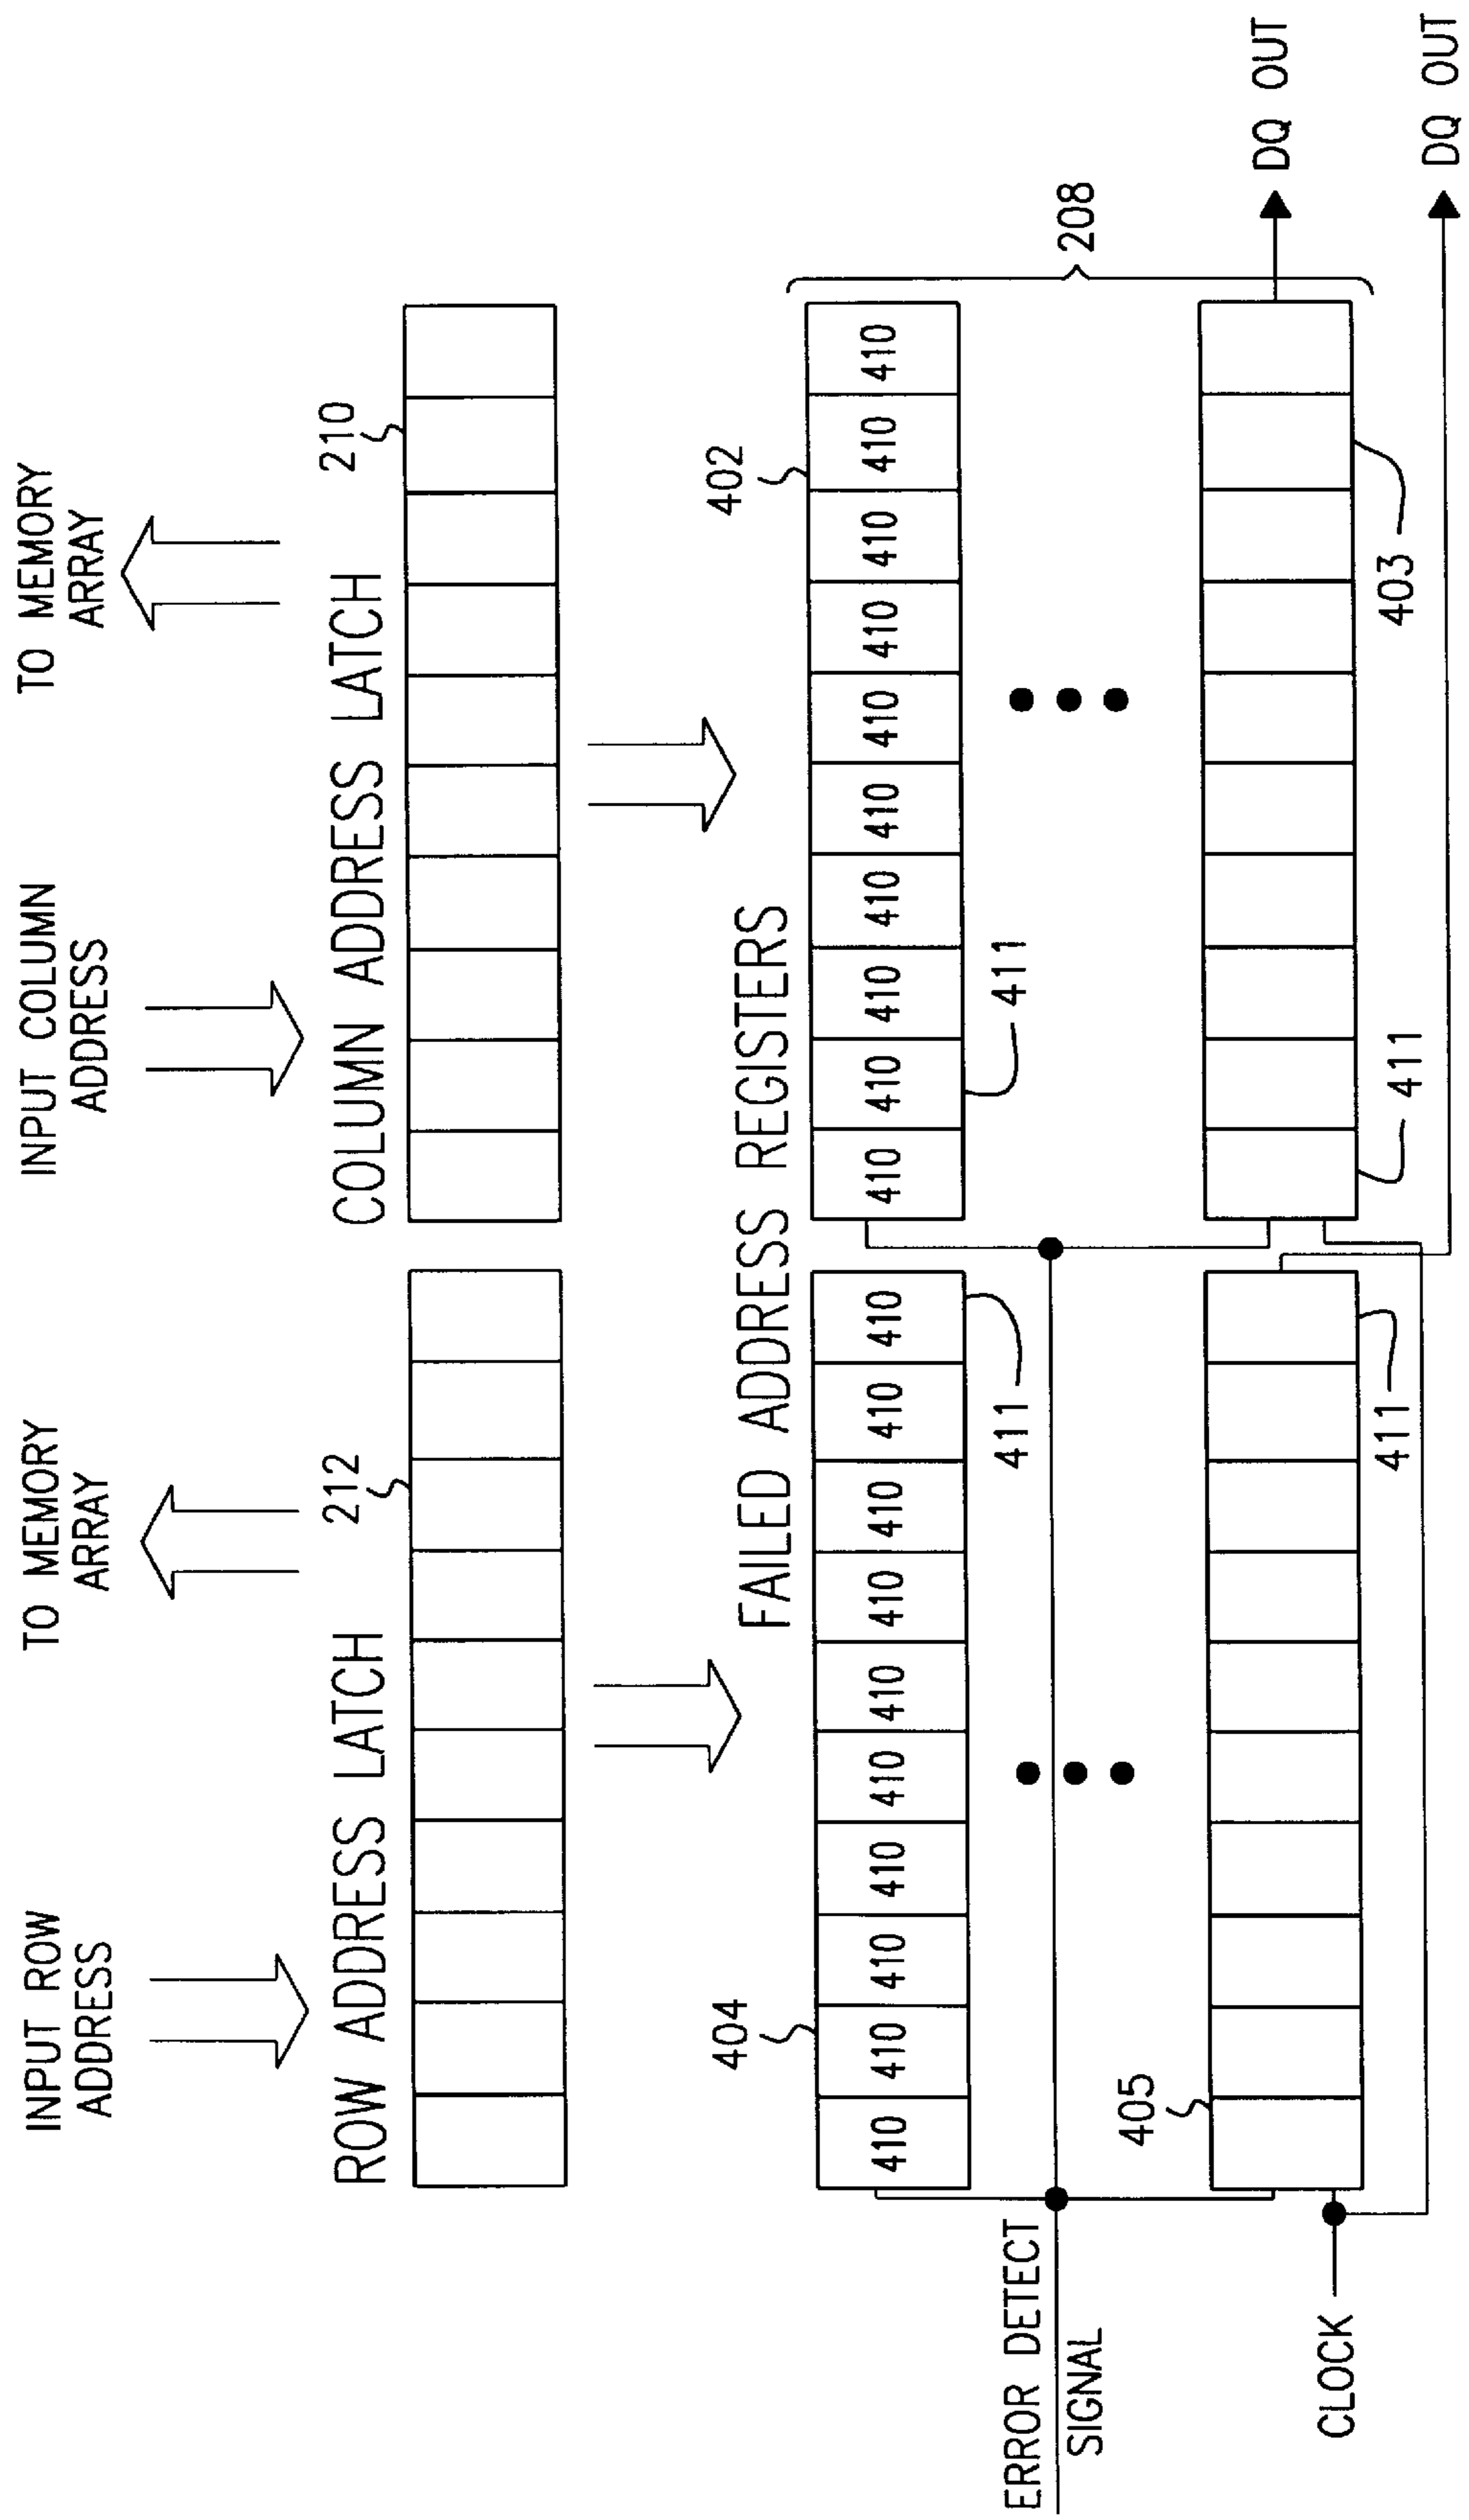 INPUT ROW
ADDRESS
TO MEMORY
ARRAY
INPUT COLUMN
ADDRESS
TO MEMORY
ARRAY
ROW ADDRESS LATCH
212
COLUMN ADDRESS LATCH
210
FAILED ADDRESS REGISTERS
404
402
410 410 410 410 410 410 410 410 410 410
410 410 410 410 410 410 410 410 410 410
411
411
208
ERROR DETECT
SIGNAL
405
CLOCK
411
411
403
DQ OUT
DQ OUT